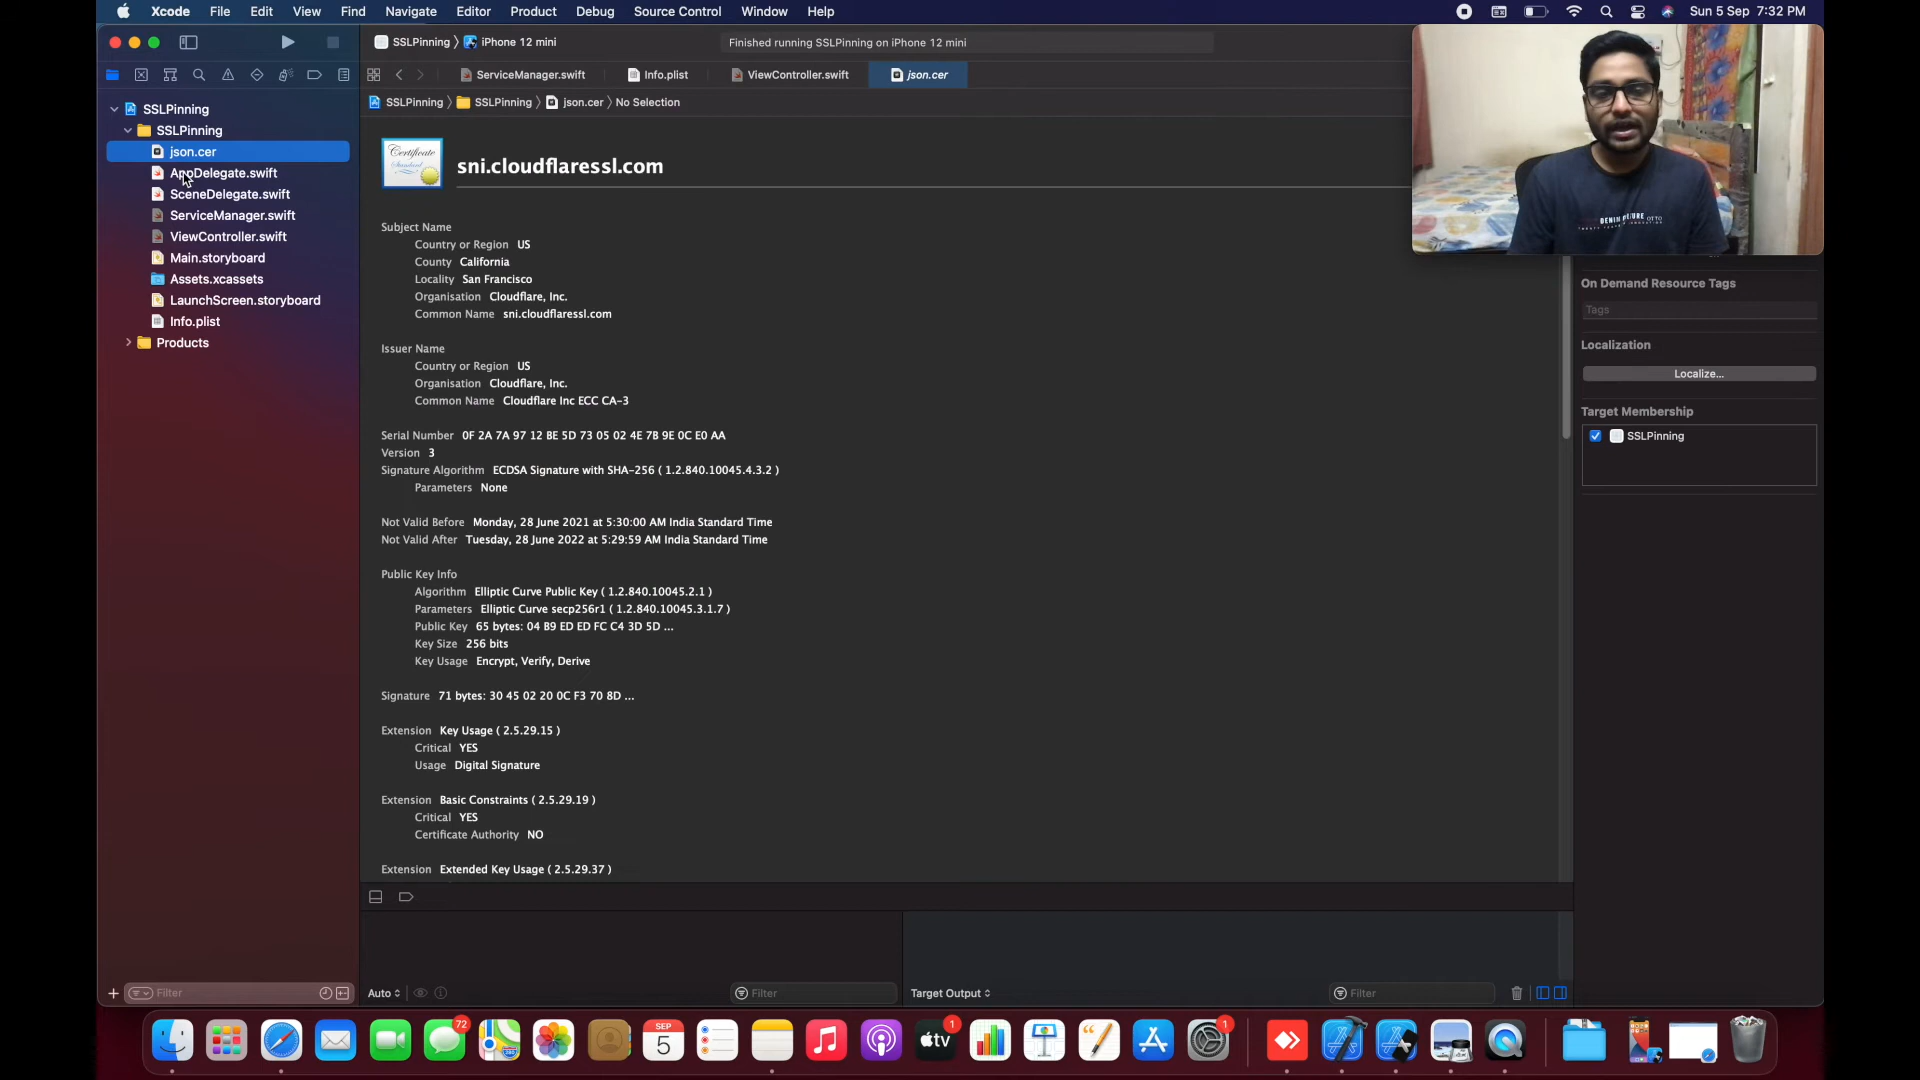 Xcode File Edit View Find Navigate Editor Product Debug Source Control Window Help Sun 5 Sep 7:32 PM
SSLPinning iPhone 12 mini Finished running SSLPinning on iPhone 12 mini
ServiceManager.swift Info.plist ViewController.swift json.cer
SSLPinning SSLPinning json.cer No Selection
SSLPinning
SSLPinning
json.cer
AppDelegate.swift
SceneDelegate.swift
ServiceManager.swift
ViewController.swift
Main.storyboard
Assets.xcassets
LaunchScreen.storyboard
Info.plist
Products
Certificate
Standard
sni.cloudflaressl.com
Subject Name
Country or Region US
County California
Locality San Francisco
Organisation Cloudflare, Inc.
Common Name sni.cloudflaressl.com
Issuer Name
Country or Region US
Organisation Cloudflare, Inc.
Common Name Cloudflare Inc ECC CA-3
Serial Number 0F 2A 7A 97 12 BE 5D 73 05 02 4E 7B 9E 0C E0 AA
Version 3
Signature Algorithm ECDSA Signature with SHA-256 ( 1.2.840.10045.4.3.2 )
Parameters None
Not Valid Before Monday, 28 June 2021 at 5:30:00 AM India Standard Time
Not Valid After Tuesday, 28 June 2022 at 5:29:59 AM India Standard Time
Public Key Info
Algorithm Elliptic Curve Public Key ( 1.2.840.10045.2.1 )
Parameters Elliptic Curve secp256r1 ( 1.2.840.10045.3.1.7 )
Public Key 65 bytes: 04 B9 ED ED FC C4 3D 5D ...
Key Size 256 bits
Key Usage Encrypt, Verify, Derive
Signature 71 bytes: 30 45 02 20 0C F3 70 8D ...
Extension Key Usage ( 2.5.29.15 )
Critical YES
Usage Digital Signature
Extension Basic Constraints ( 2.5.29.19 )
Critical YES
Certificate Authority NO
Extension Extended Key Usage ( 2.5.29.37 )
On Demand Resource Tags
Tags
Localization
Localize...
Target Membership
SSLPinning
Filter Auto Filter Target Output Filter
72 SEP 5 tv 1 1